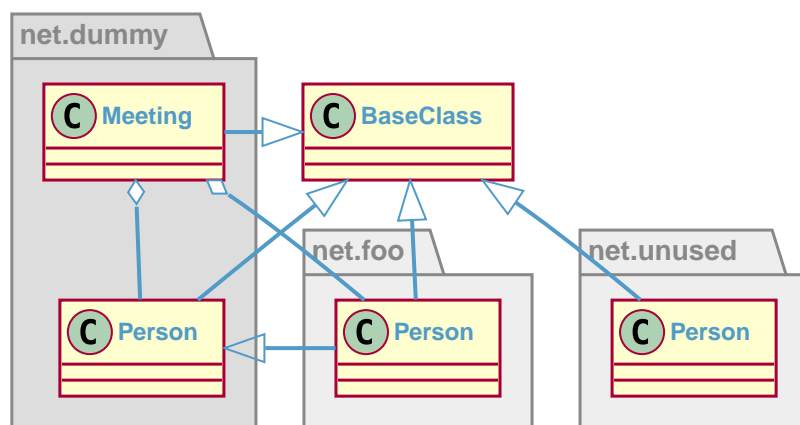 net.dummy
C Meeting
C BaseClass
net.foo
net.unused
C Person
C Person
C Person